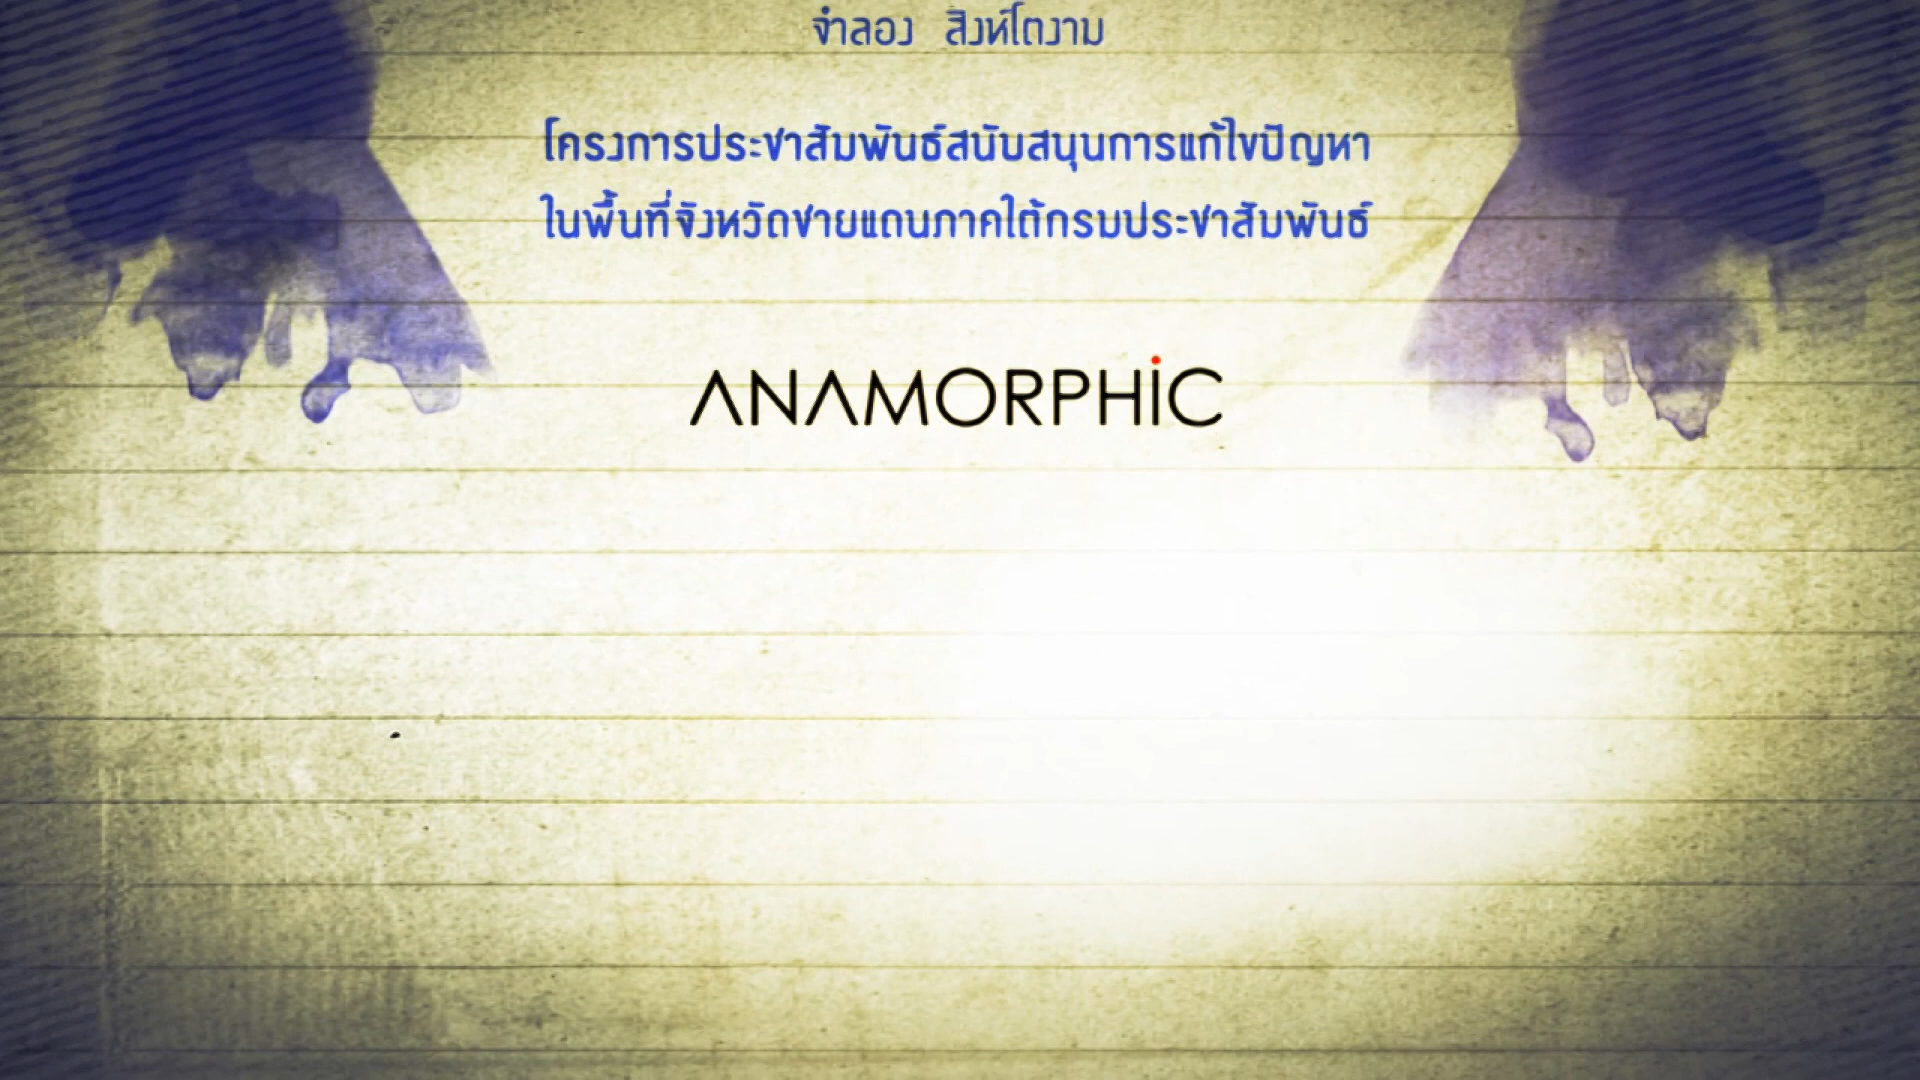 จำลอง สิงห์โตงาม
โครงการประชาสัมพันธ์สนับสนุนการแก้ไขปัญหา
ในพื้นที่จังหวัดชายแดนภาคใต้กรมประชาสัมพันธ์
ANAMORPHiC